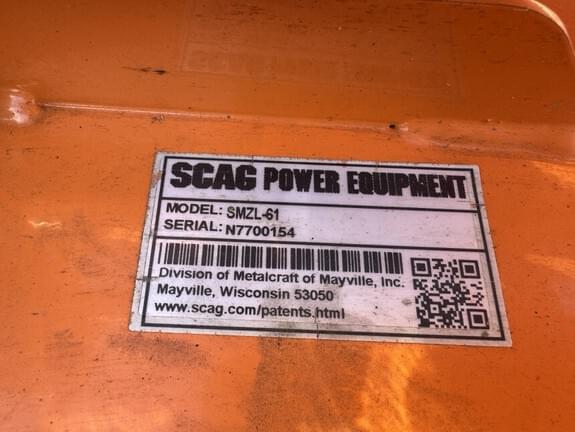 SCAG POWER EQUIPMENT
MODEL: SMZL-61
SERIAL: N7700154
Division of Metalcraft of Mayville, Inc.
Mayville, Wisconsin 53050
www.scag.com/patents.html